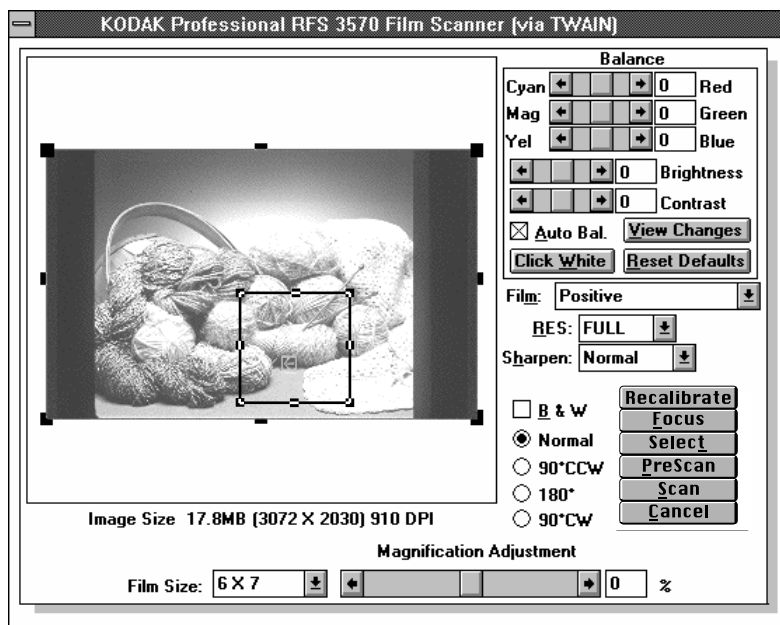 KODAK Professional RFS 3570 Film Scanner (via TWAIN)
Balance
Cyan 0 Red
Mag 0 Green
Yel 0 Blue
0 Brightness
0 Contrast
Auto Bal. View Changes
Click White Reset Defaults
Film: Positive
RES: FULL
Sharpen: Normal
B & W
Normal
90°CCW
180°
90°CW
Recalibrate
Focus
Select
PreScan
Scan
Cancel
Image Size 17.8MB (3072 X 2030) 910 DPI
Magnification Adjustment
Film Size: 6 X 7 0 %